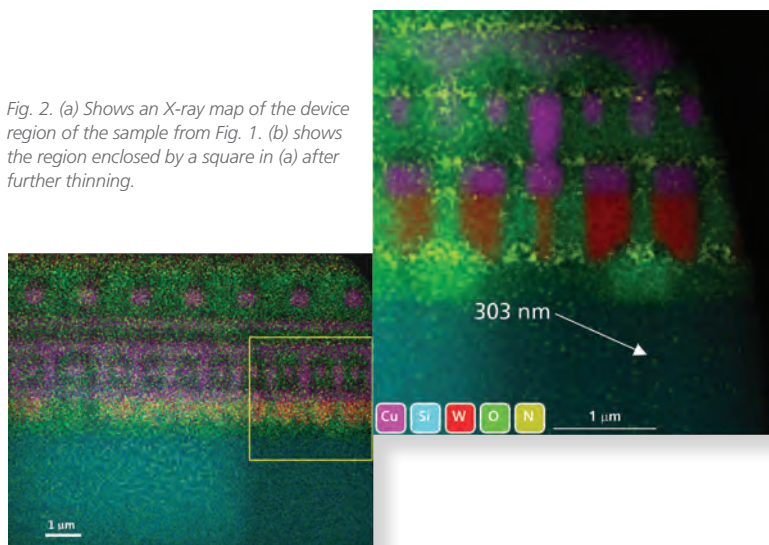 Fig. 2. (a) Shows an X-ray map of the device
region of the sample from Fig. 1. (b) shows
the region enclosed by a square in (a) after
further thinning.
303 nm
Cu Si W O N 1 μm
1 μm